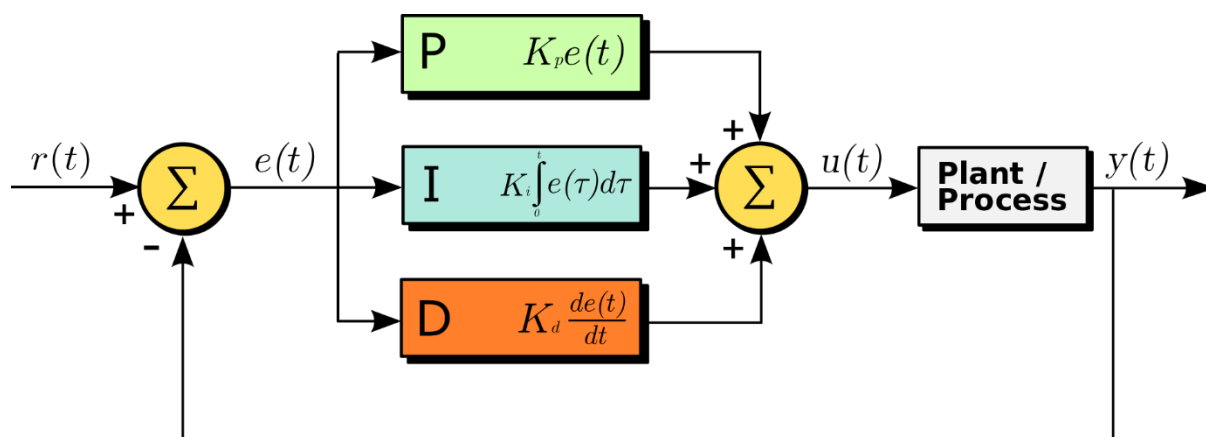 P K_p e(t)
r(t)
Σ
e(t)
+
-
I K_i ∫_0^t e(τ)dτ
+
+
+
Σ
u(t)
Plant /
Process
y(t)
D K_d de(t)/dt